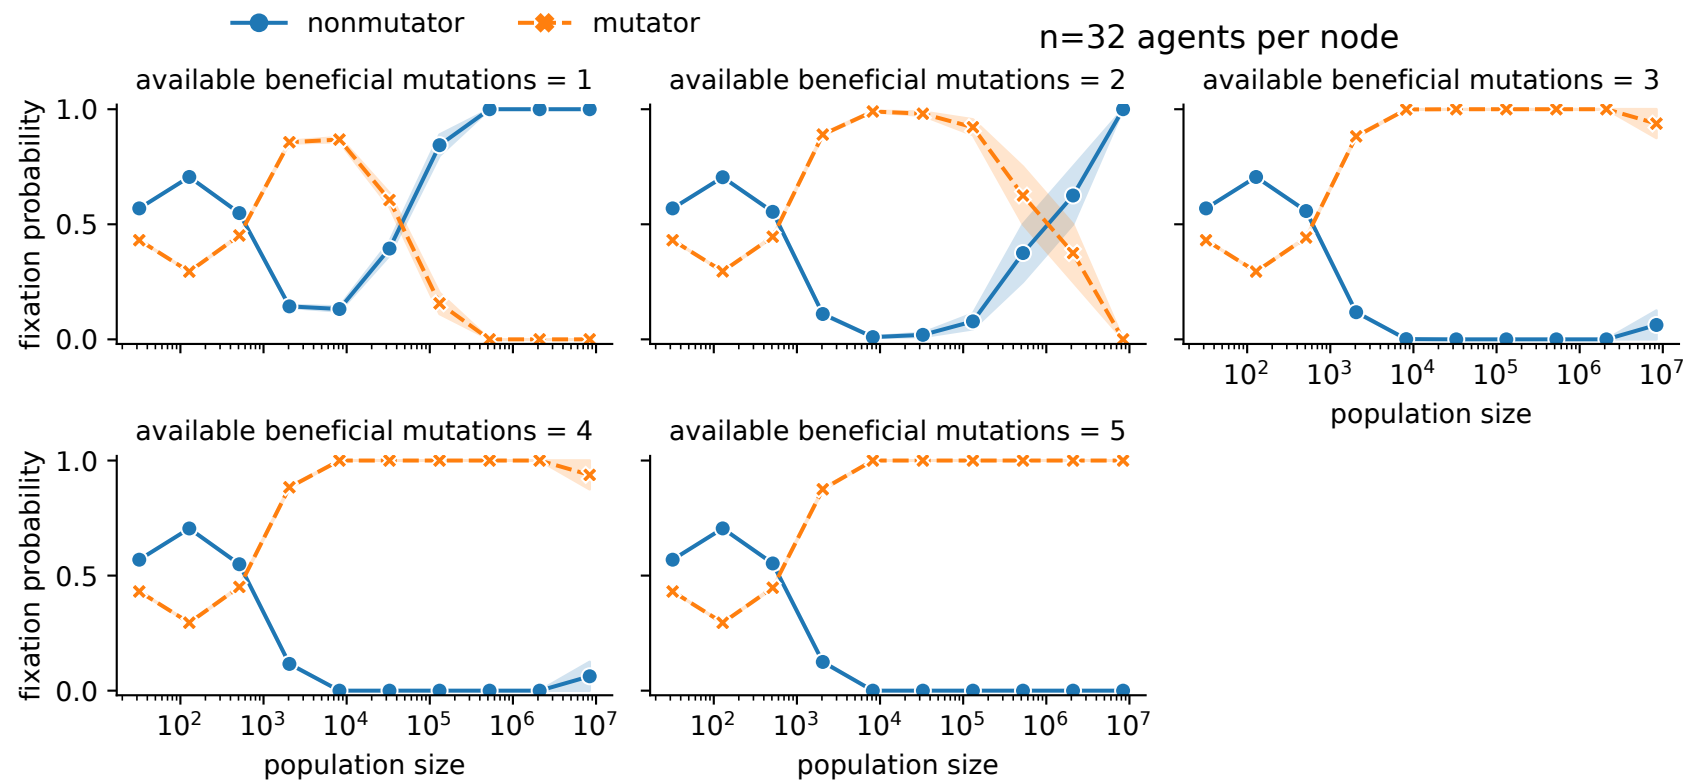 nonmutator mutator
n=32 agents per node
available beneficial mutations = 1
available beneficial mutations = 2
available beneficial mutations = 3
fixation probability
1.0
0.5
0.0
10² 10³ 10⁴ 10⁵ 10⁶ 10⁷
population size
available beneficial mutations = 4
available beneficial mutations = 5
fixation probability
1.0
0.5
0.0
10² 10³ 10⁴ 10⁵ 10⁶ 10⁷
10² 10³ 10⁴ 10⁵ 10⁶ 10⁷
population size
population size